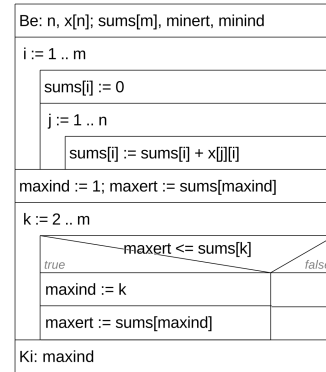 Be: n, x[n]; sums[m], minert, minind
i := 1 .. m
sums[i] := 0
j := 1 .. n
sums[i] := sums[i] + x[j][i]
maxind := 1; maxert := sums[maxind]
k := 2 .. m
maxert <= sums[k]
true false
maxind := k
maxert := sums[maxind]
Ki: maxind